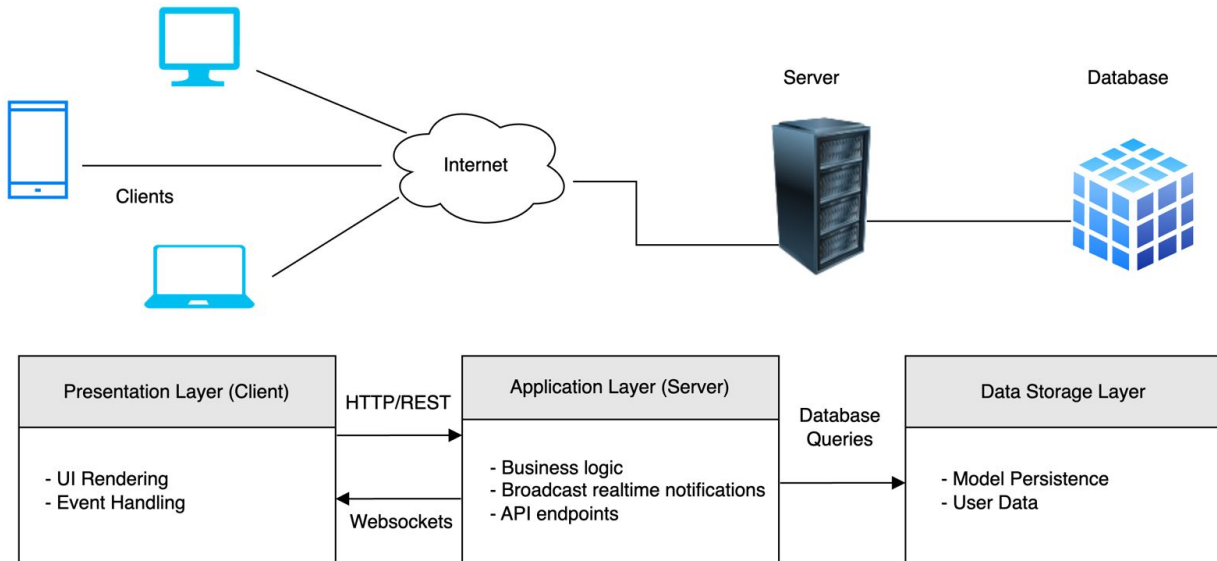 Server
Database
Internet
Clients
Presentation Layer (Client)
HTTP/REST
Application Layer (Server)
Database
Queries
Data Storage Layer
- UI Rendering
- Event Handling
Websockets
- Business logic
- Broadcast realtime notifications
- API endpoints
- Model Persistence
- User Data